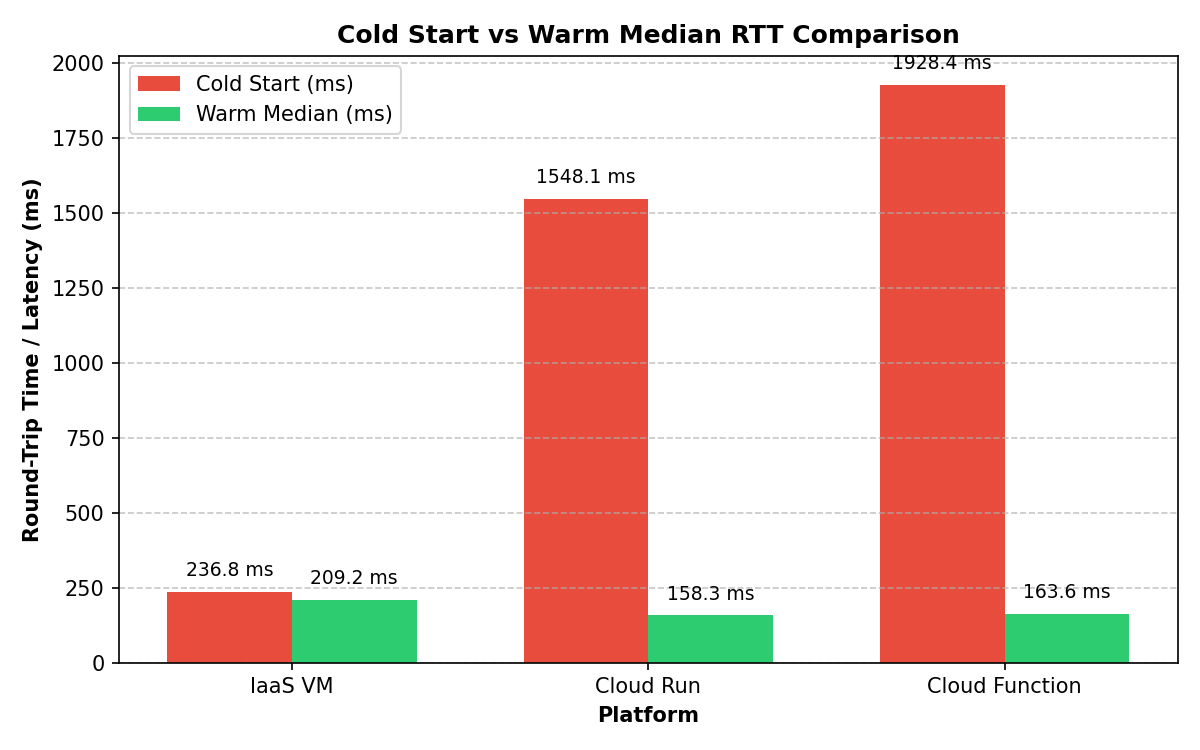 Cold Start vs Warm Median RTT Comparison
Cold Start (ms)
Warm Median (ms)
Round-Trip Time / Latency (ms)
2000
1750
1500
1250
1000
750
500
250
0
236.8 ms
209.2 ms
1548.1 ms
158.3 ms
1928.4 ms
163.6 ms
IaaS VM
Cloud Run
Cloud Function
Platform